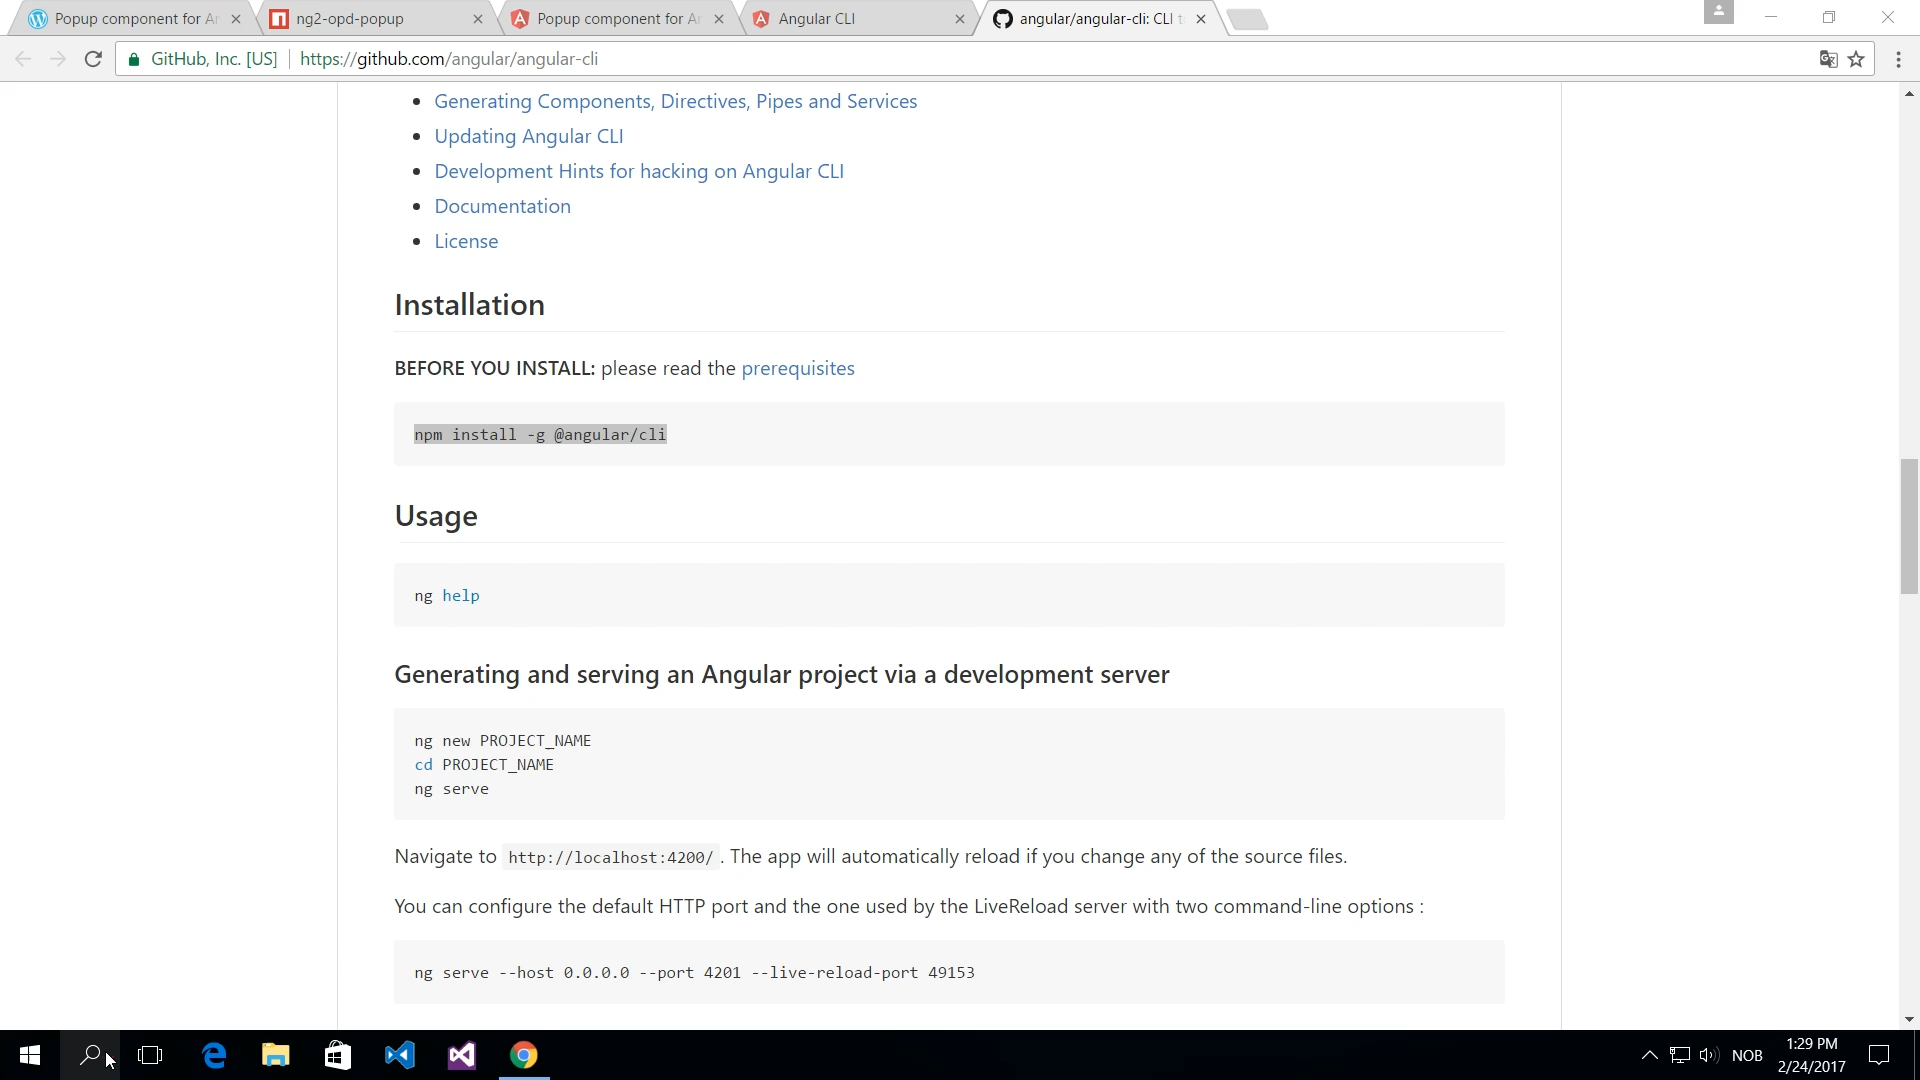 Popup component for Ar
ng2-opd-popup
Popup component for Ar
Angular CLI
angular/angular-cli: CLI t
GitHub, Inc. [US]
https://github.com/angular/angular-cli
Generating Components, Directives, Pipes and Services
Updating Angular CLI
Development Hints for hacking on Angular CLI
Documentation
License
Installation
BEFORE YOU INSTALL: please read the prerequisites
npm install -g @angular/cli
Usage
ng help
Generating and serving an Angular project via a development server
ng new PROJECT_NAME
cd PROJECT_NAME
ng serve
Navigate to http://localhost:4200/. The app will automatically reload if you change any of the source files.
You can configure the default HTTP port and the one used by the LiveReload server with two command-line options :
ng serve --host 0.0.0.0 --port 4201 --live-reload-port 49153
NOB
1:29 PM
2/24/2017